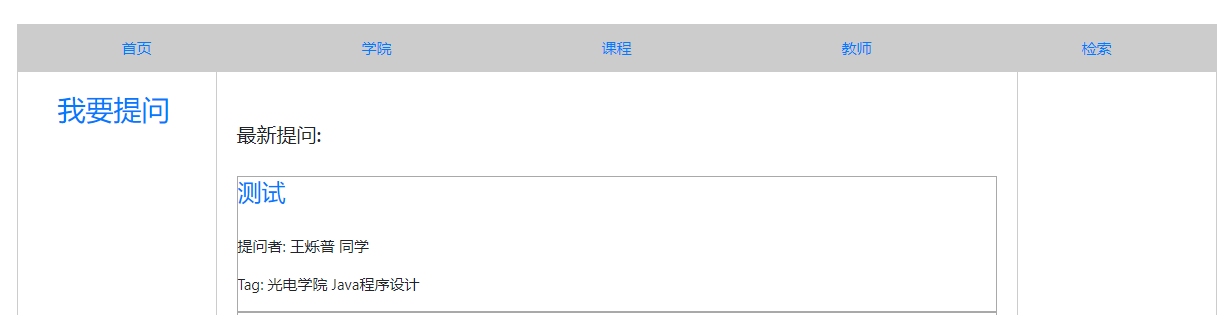 首页 学院 课程 教师 检索
我要提问
最新提问:
测试
提问者: 王烁普 同学
Tag: 光电学院 Java程序设计